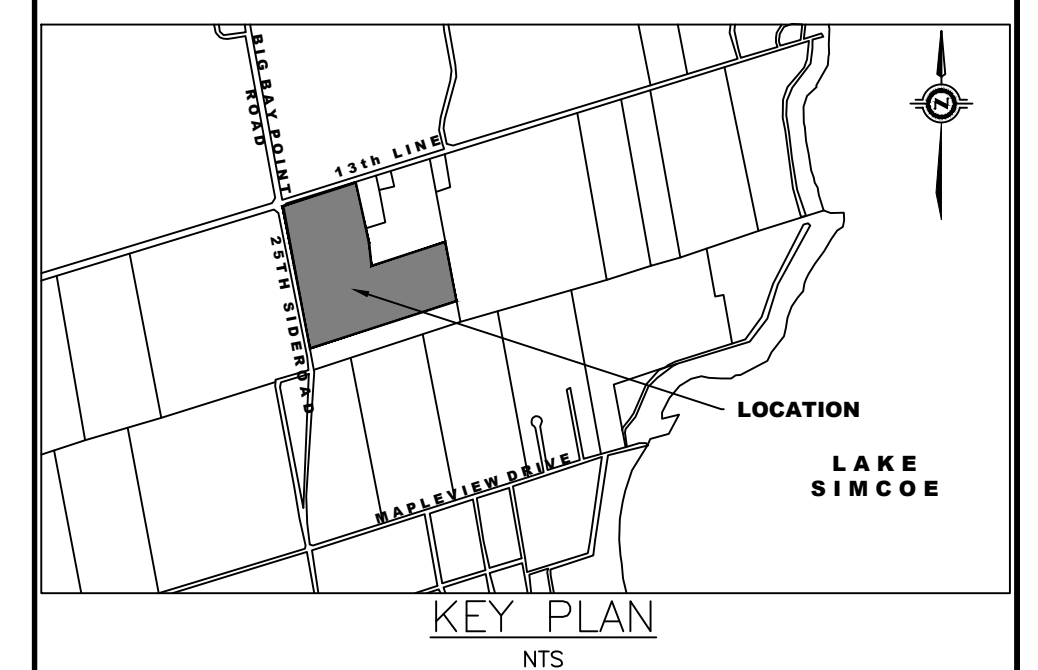 BIG BAY POINT
ROAD
13th LINE
25TH SIDEROAD
N
LOCATION
LAKE
SIMCOE
MAPLEVIEW DRIVE
KEY PLAN
NTS